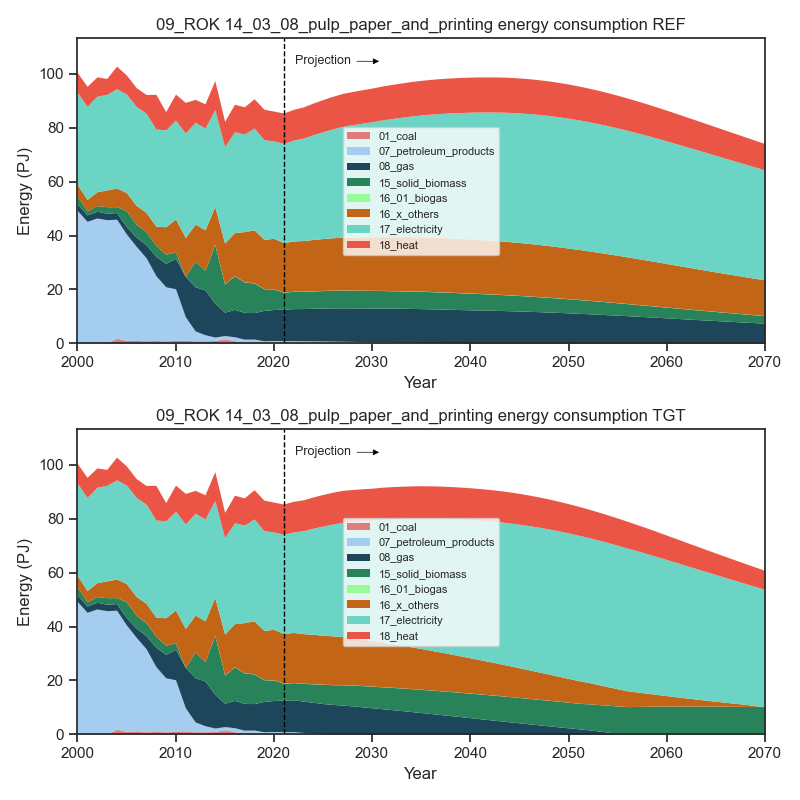 09_ROK 14_03_08_pulp_paper_and_printing energy consumption REF
Projection
Energy (PJ)
100
80
60
40
20
0
01_coal
07_petroleum_products
08_gas
15_solid_biomass
16_01_biogas
16_x_others
17_electricity
18_heat
2000 2010 2020 2030 2040 2050 2060 2070
Year
09_ROK 14_03_08_pulp_paper_and_printing energy consumption TGT
Projection
Energy (PJ)
100
80
60
40
20
0
01_coal
07_petroleum_products
08_gas
15_solid_biomass
16_01_biogas
16_x_others
17_electricity
18_heat
2000 2010 2020 2030 2040 2050 2060 2070
Year